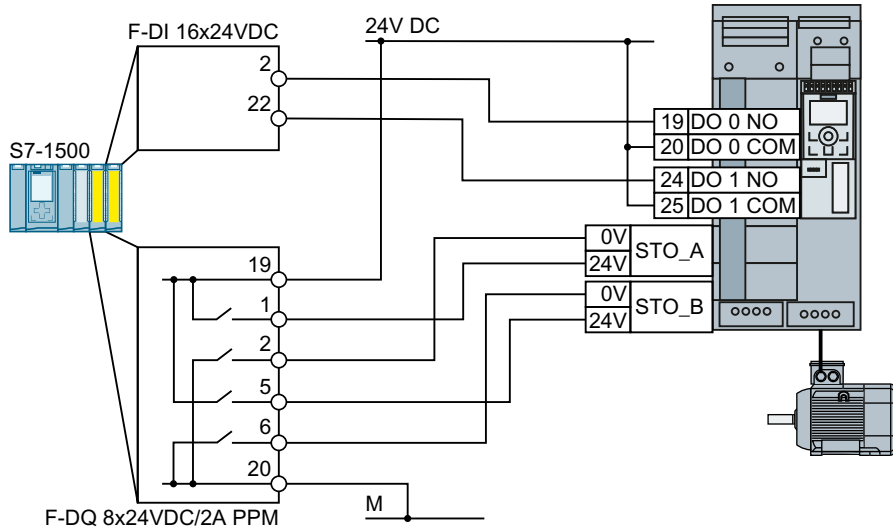 F-DI 16x24VDC
24V DC
2
22
S7-1500
19 DO 0 NO
20 DO 0 COM
24 DO 1 NO
25 DO 1 COM
0V
24V
STO_A
0V
24V
STO_B
19
1
2
5
6
20
M
F-DQ 8x24VDC/2A PPM